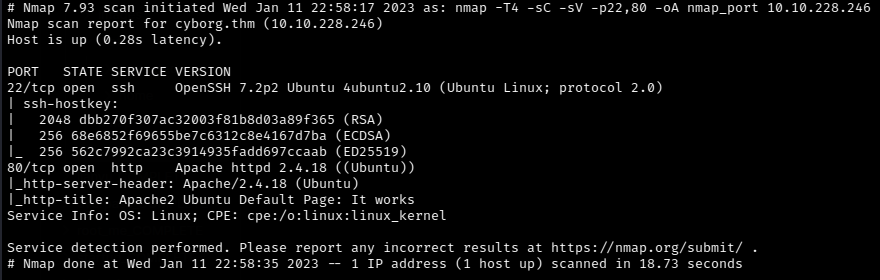 # Nmap 7.93 scan initiated Wed Jan 11 22:58:17 2023 as: nmap -T4 -sC -sV -p22,80 -oA nmap_port 10.10.228.246
Nmap scan report for cyborg.thm (10.10.228.246)
Host is up (0.28s latency).
PORT   STATE SERVICE VERSION
22/tcp open  ssh     OpenSSH 7.2p2 Ubuntu 4ubuntu2.10 (Ubuntu Linux; protocol 2.0)
| ssh-hostkey:
|   2048 dbb270f307ac32003f81b8d03a89f365 (RSA)
|   256 68e6852f69655be7c6312c8e4167d7ba (ECDSA)
|_  256 562c7992ca23c3914935fadd697ccaab (ED25519)
80/tcp open  http    Apache httpd 2.4.18 ((Ubuntu))
|_http-server-header: Apache/2.4.18 (Ubuntu)
|_http-title: Apache2 Ubuntu Default Page: It works
Service Info: OS: Linux; CPE: cpe:/o:linux:linux_kernel
Service detection performed. Please report any incorrect results at https://nmap.org/submit/ .
# Nmap done at Wed Jan 11 22:58:35 2023 -- 1 IP address (1 host up) scanned in 18.73 seconds